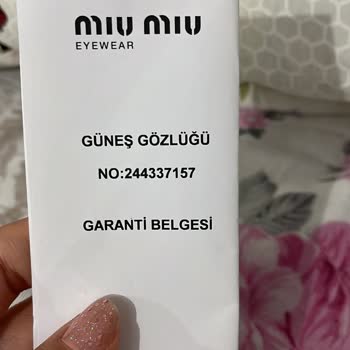 miu miu
EYEWEAR
GÜNEŞ GÖZLÜĞÜ
NO:244337157
GARANTİ BELGESİ